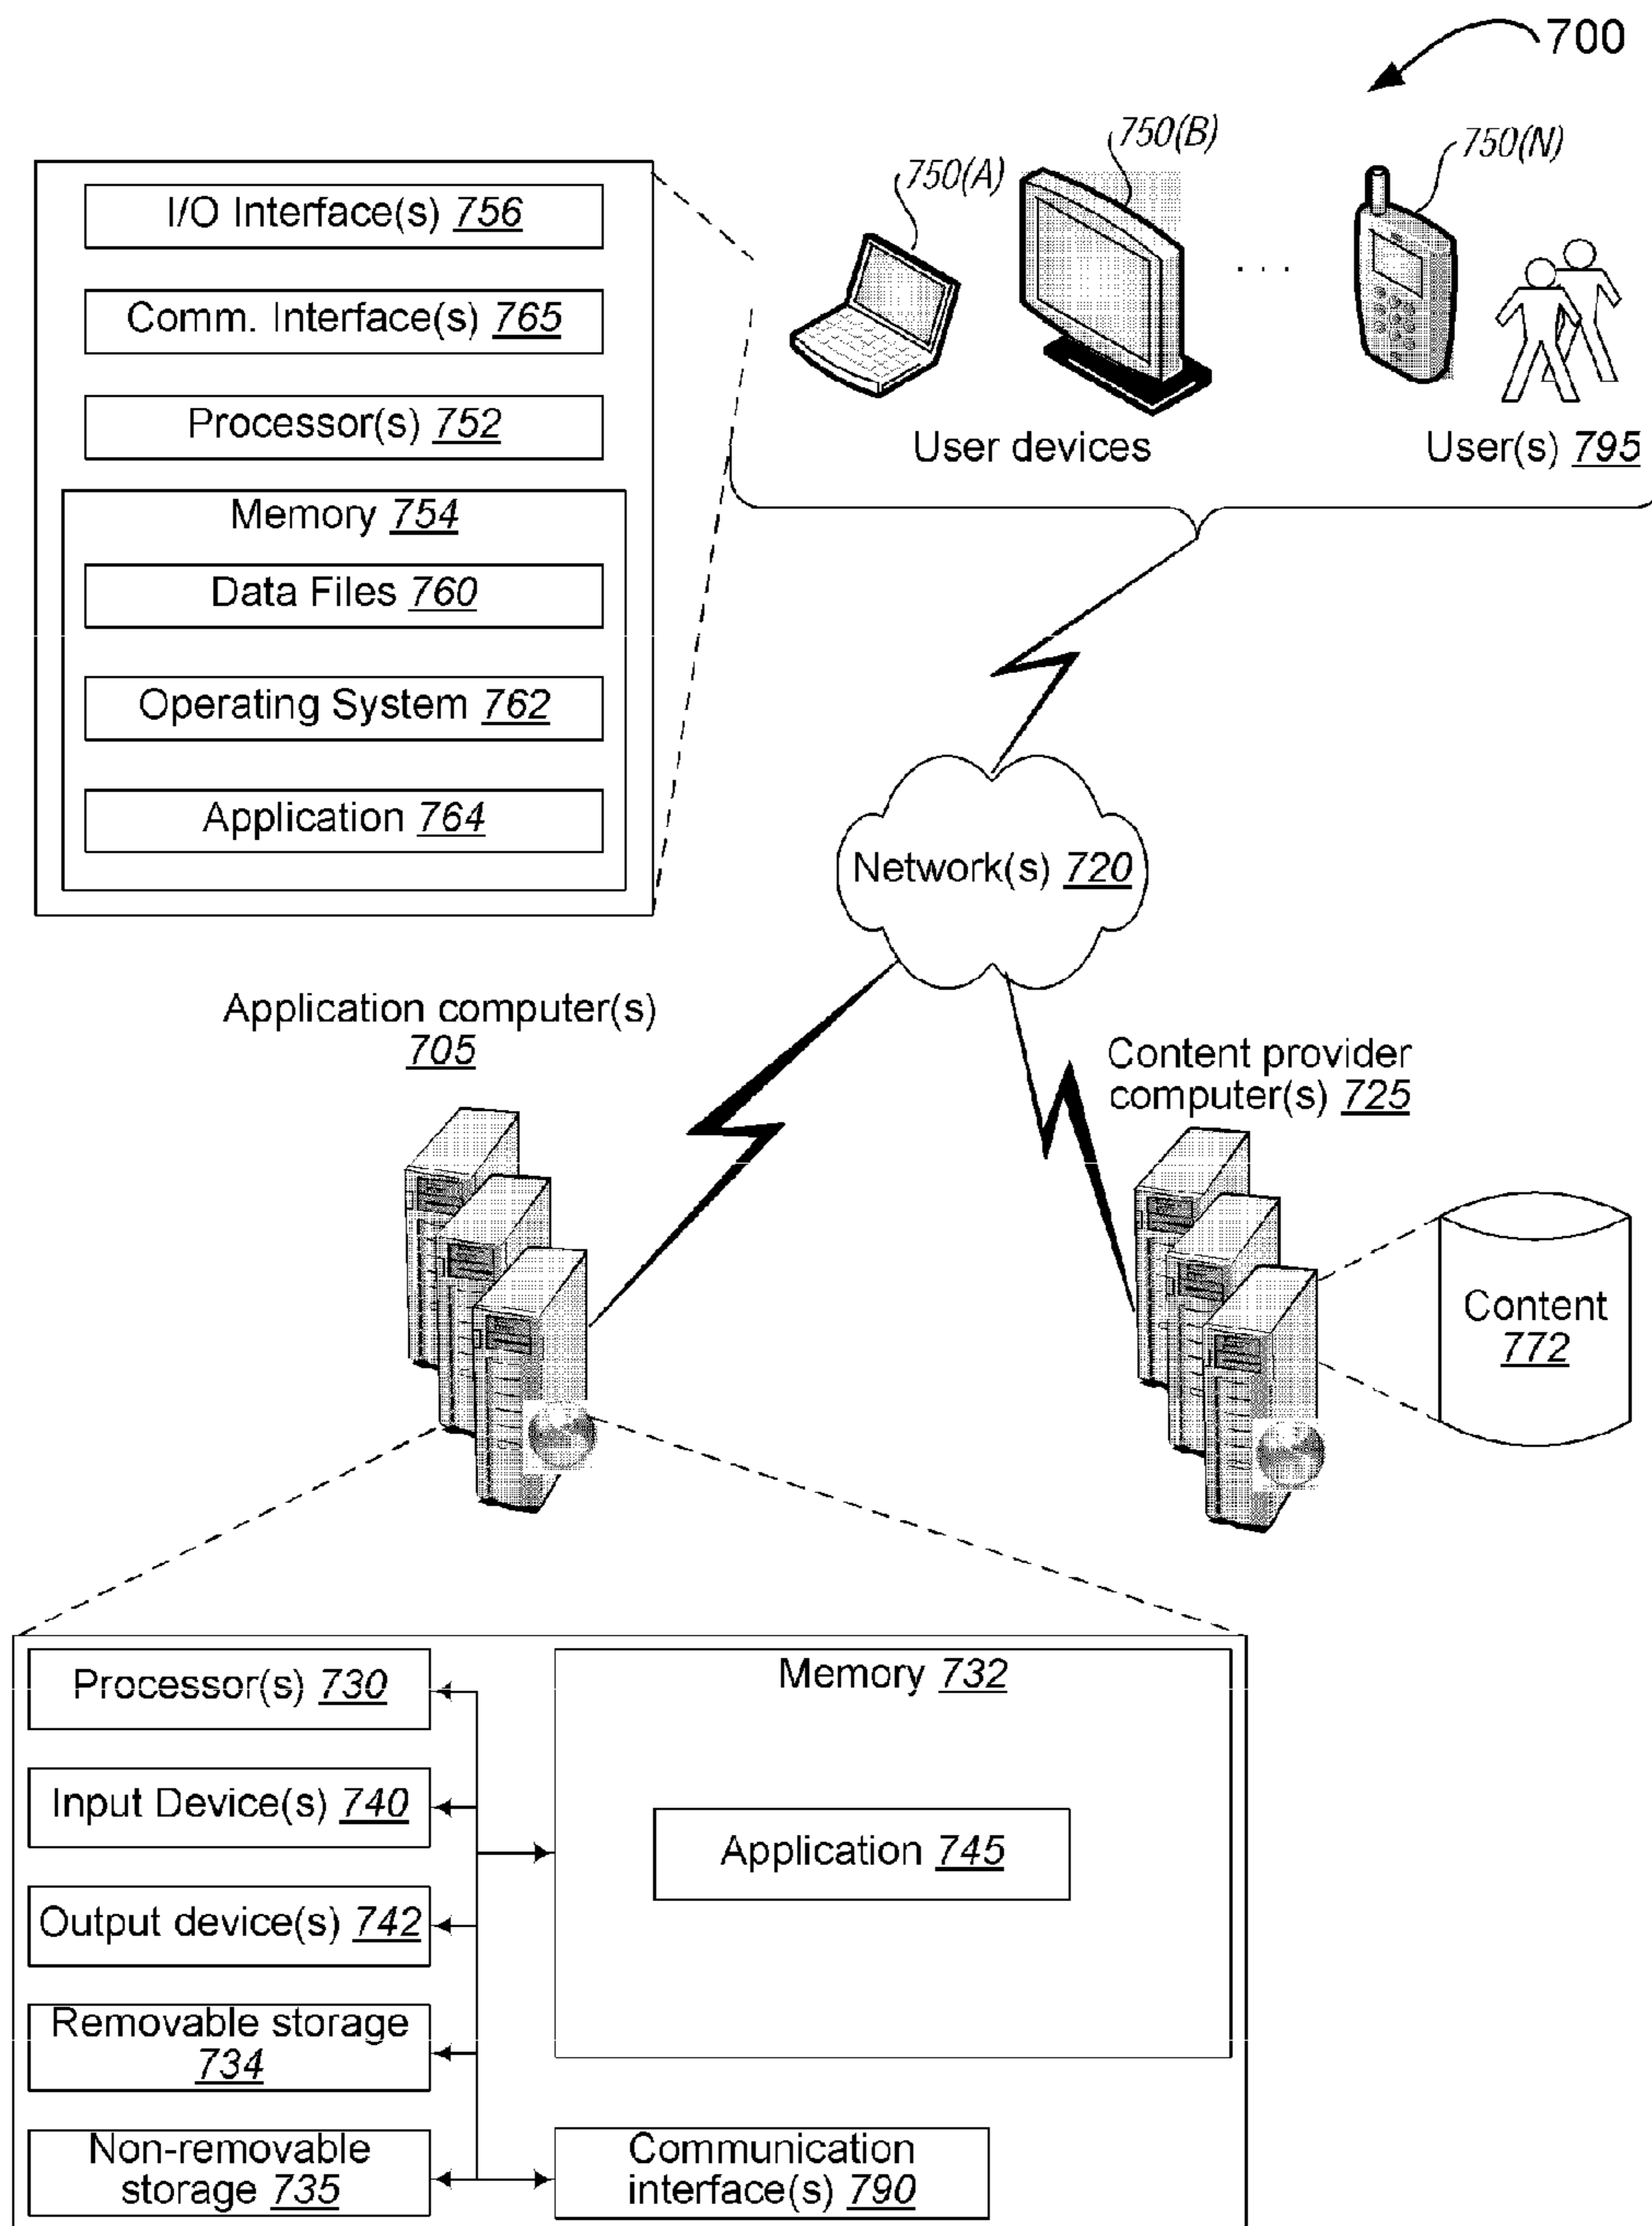 700
750(A)
750(B)
. . .
750(N)
User devices
User(s) 795
I/O Interface(s) 756
Comm. Interface(s) 765
Processor(s) 752
Memory 754
Data Files 760
Operating System 762
Application 764
Network(s) 720
Application computer(s)
705
Content provider
computer(s) 725
Content
772
Processor(s) 730
Input Device(s) 740
Output device(s) 742
Removable storage
734
Non-removable
storage 735
Memory 732
Application 745
Communication
interface(s) 790